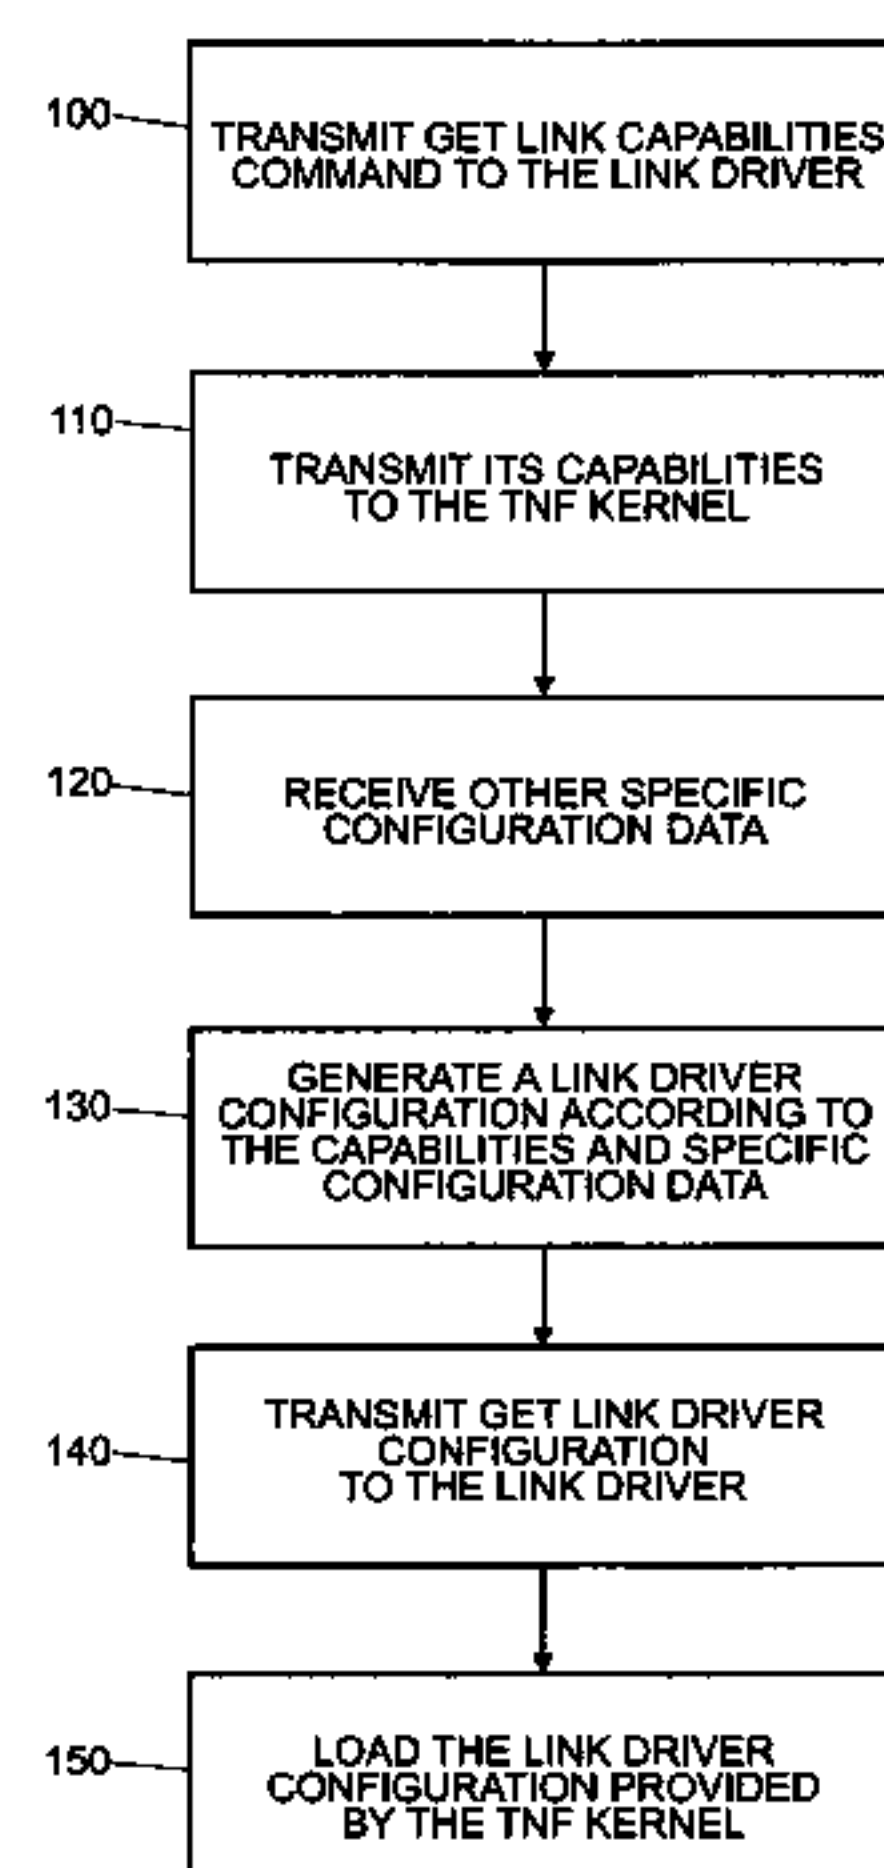 100
TRANSMIT GET LINK CAPABILITIES
COMMAND TO THE LINK DRIVER
110
TRANSMIT ITS CAPABILITIES
TO THE TNF KERNEL
120
RECEIVE OTHER SPECIFIC
CONFIGURATION DATA
130
GENERATE A LINK DRIVER
CONFIGURATION ACCORDING TO
THE CAPABILITIES AND SPECIFIC
CONFIGURATION DATA
140
TRANSMIT GET LINK DRIVER
CONFIGURATION
TO THE LINK DRIVER
150
LOAD THE LINK DRIVER
CONFIGURATION PROVIDED
BY THE TNF KERNEL